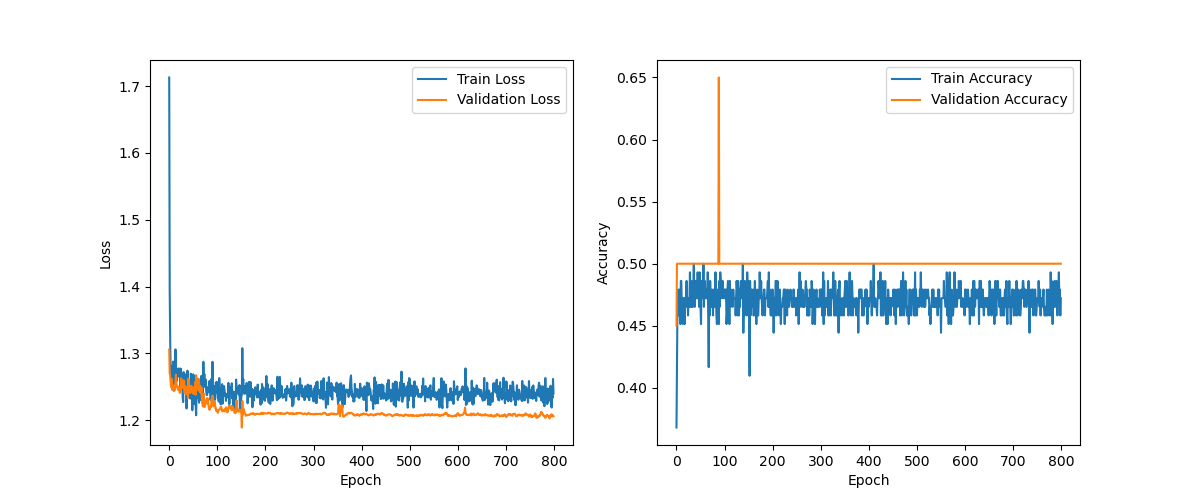 Train Loss
Validation Loss
1.7
1.6
1.5
1.4
1.3
1.2
Loss
0 100 200 300 400 500 600 700 800
Epoch
Train Accuracy
Validation Accuracy
0.65
0.60
0.55
0.50
0.45
0.40
Accuracy
0 100 200 300 400 500 600 700 800
Epoch